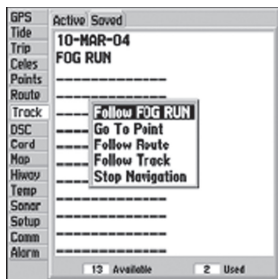 GPS
Tide
Trip
Celes
Points
Route
Track
DSC
Card
Map
Hiway
Temp
Sonar
Setup
Comm
Alarm
Active Saved
10-MAR-04
FOG RUN
Follow FOG RUN
Go To Point
Follow Route
Follow Track
Stop Navigation
13 Available 2 Used